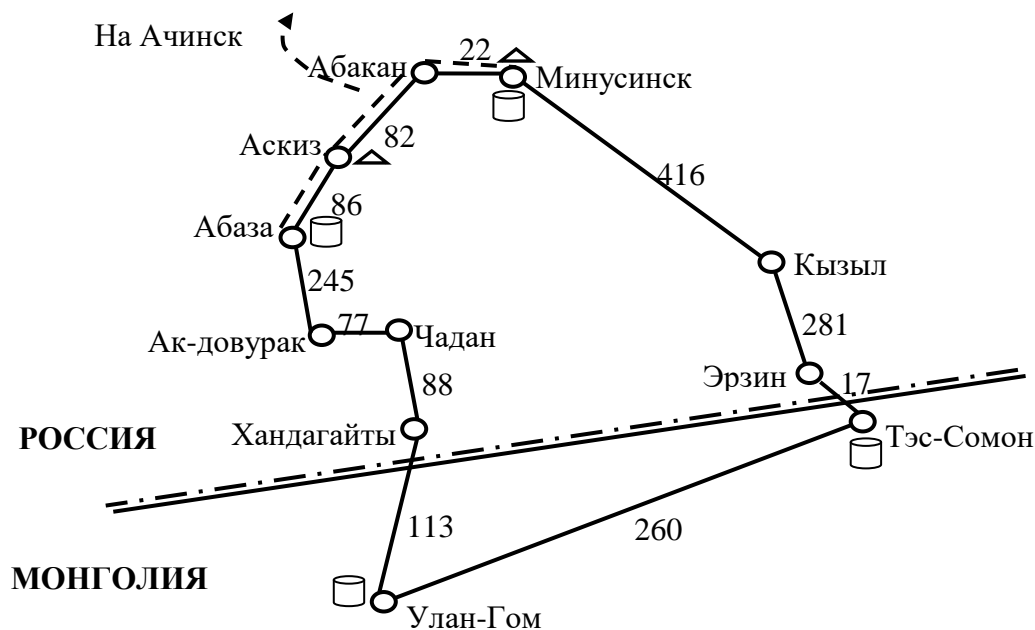 На Ачинск
22
Абакан
Минусинск
82
Аскиз
416
86
Абаза
Кызыл
245
77
Чадан
281
Ак-довурак
Эрзин
88
17
Хандагайты
РОССИЯ
Тэс-Сомон
113
260
МОНГОЛИЯ
Улан-Гом